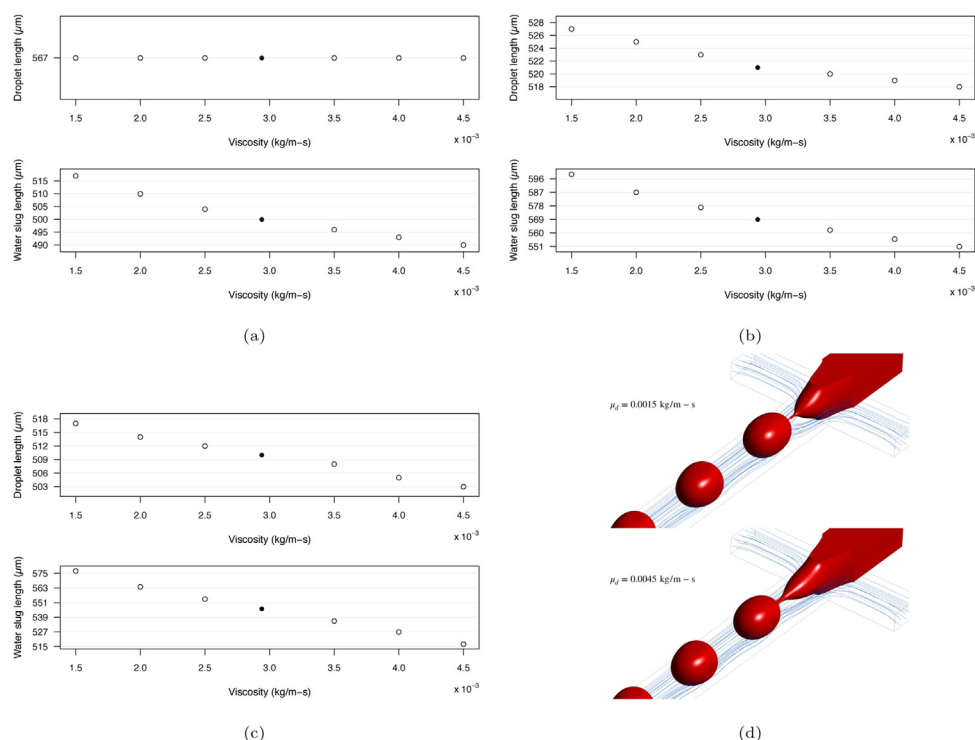 Droplet length (µm)
567
1.5 2.0 2.5 3.0 3.5 4.0 4.5
x 10⁻³
Viscosity (kg/m−s)
Water slug length (µm)
515
510
505
500
495
490
1.5 2.0 2.5 3.0 3.5 4.0 4.5
x 10⁻³
Viscosity (kg/m−s)
(a)
Droplet length (µm)
528
526
524
522
520
518
1.5 2.0 2.5 3.0 3.5 4.0 4.5
x 10⁻³
Viscosity (kg/m−s)
Water slug length (µm)
596
587
578
569
560
551
1.5 2.0 2.5 3.0 3.5 4.0 4.5
x 10⁻³
Viscosity (kg/m−s)
(b)
Droplet length (µm)
518
515
512
509
506
503
1.5 2.0 2.5 3.0 3.5 4.0 4.5
x 10⁻³
Viscosity (kg/m−s)
Water slug length (µm)
575
563
551
539
527
515
1.5 2.0 2.5 3.0 3.5 4.0 4.5
x 10⁻³
Viscosity (kg/m−s)
(c)
μ_d = 0.0015 kg/m − s
μ_d = 0.0045 kg/m − s
(d)